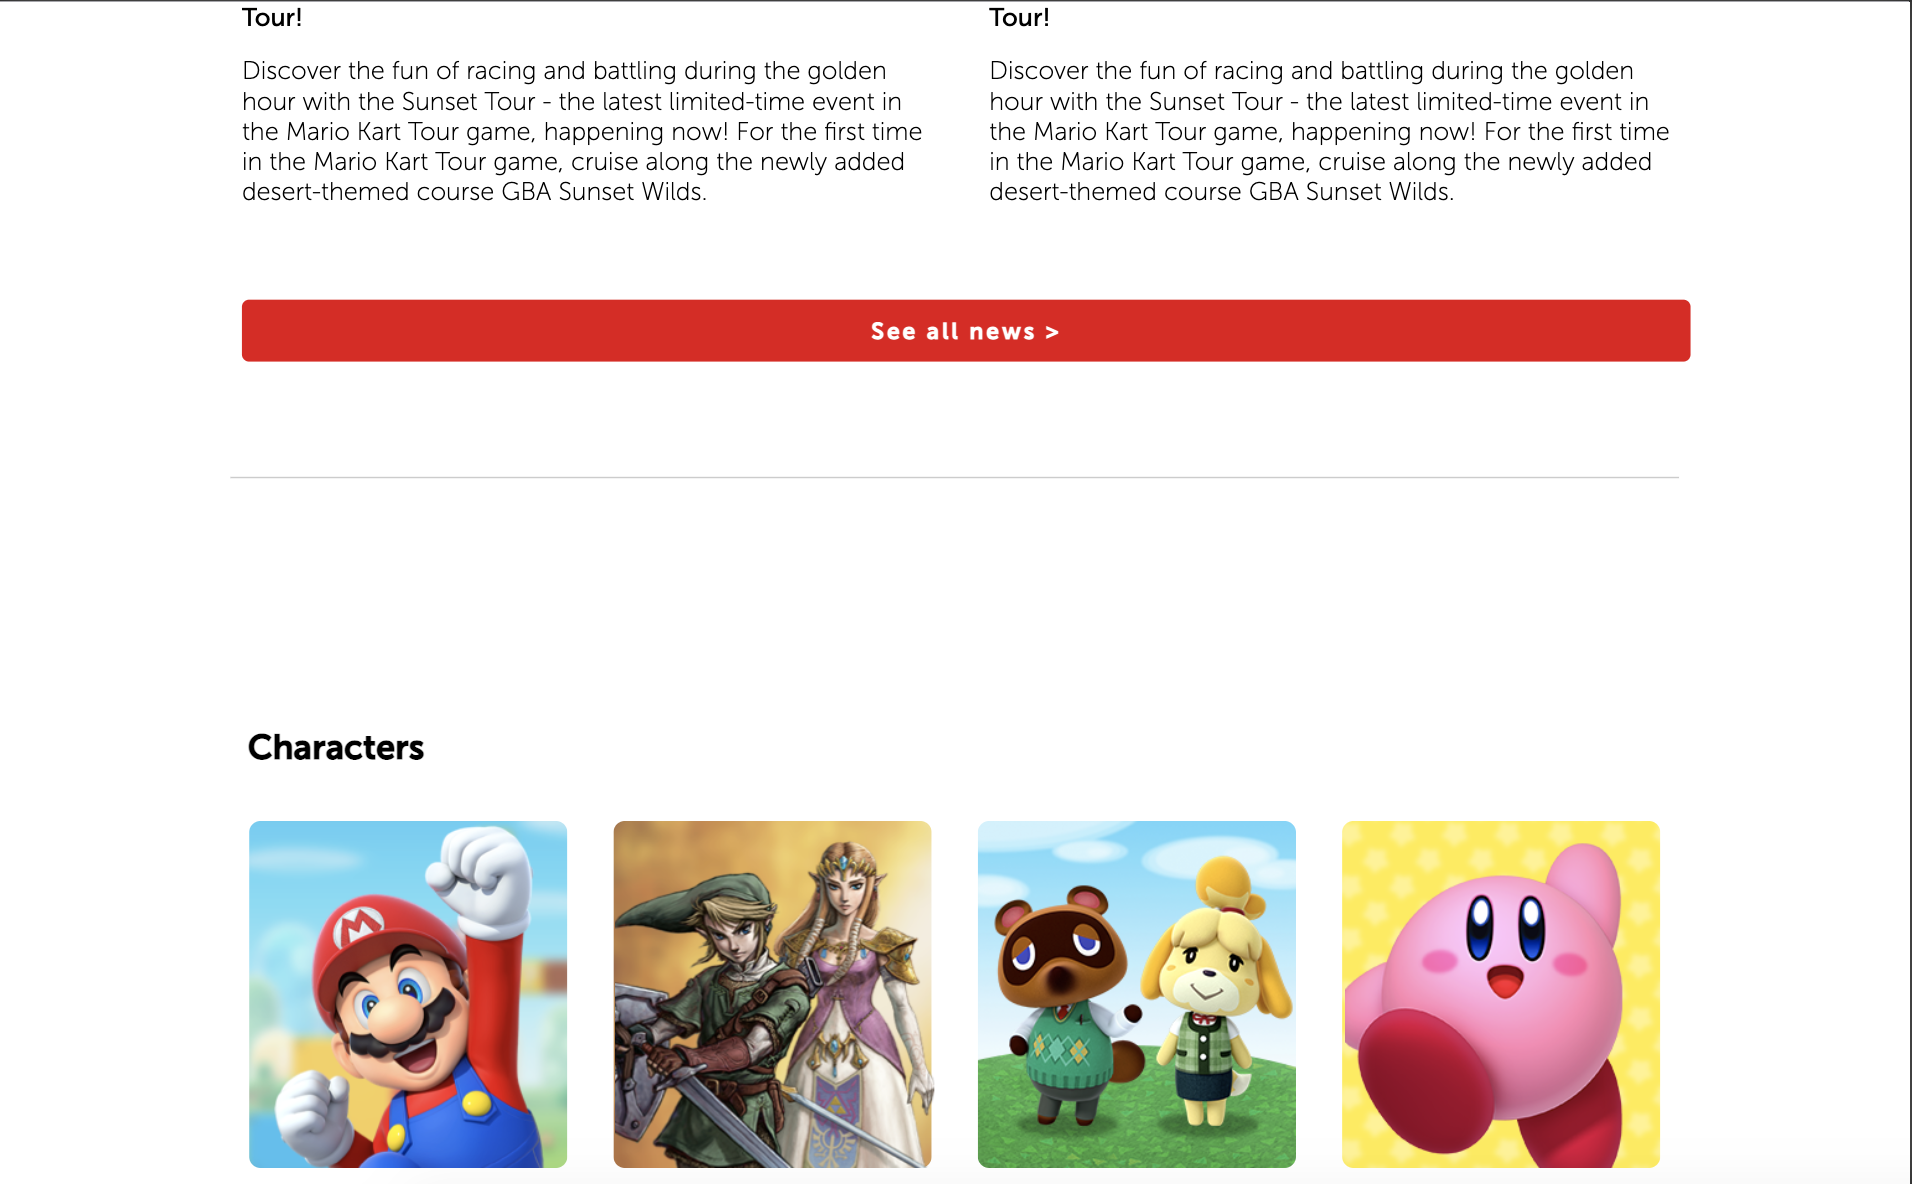 Tour!
Discover the fun of racing and battling during the golden
hour with the Sunset Tour - the latest limited-time event in
the Mario Kart Tour game, happening now! For the first time
in the Mario Kart Tour game, cruise along the newly added
desert-themed course GBA Sunset Wilds.
Tour!
Discover the fun of racing and battling during the golden
hour with the Sunset Tour - the latest limited-time event in
the Mario Kart Tour game, happening now! For the first time
in the Mario Kart Tour game, cruise along the newly added
desert-themed course GBA Sunset Wilds.
See all news >
Characters
M